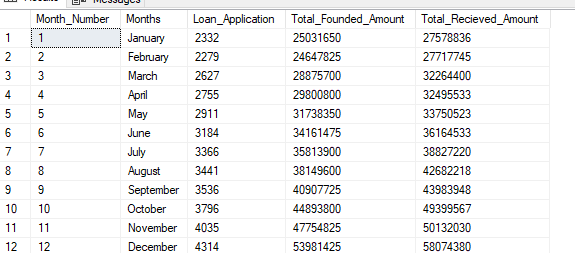 Messages
Month_Number Months Loan_Application Total_Founded_Amount Total_Recieved_Amount
1 1 January 2332 25031650 27578836
2 2 February 2279 24647825 27717745
3 3 March 2627 28875700 32264400
4 4 April 2755 29800800 32495533
5 5 May 2911 31738350 33750523
6 6 June 3184 34161475 36164533
7 7 July 3366 35813900 38827220
8 8 August 3441 38149600 42682218
9 9 September 3536 40907725 43983948
10 10 October 3796 44893800 49399567
11 11 November 4035 47754825 50132030
12 12 December 4314 53981425 58074380